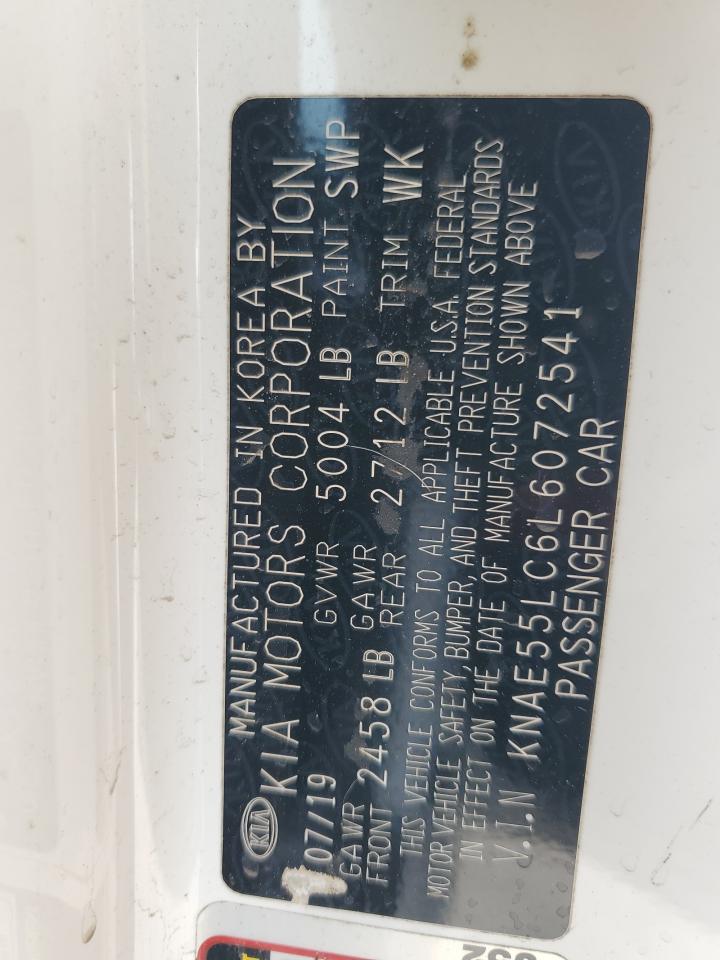 MANUFACTURED IN KOREA BY
KIA KIA MOTORS CORPORATION
07/19 GVWR 5004 LB PAINT SWP
GAWR FRONT 2458 LB GAWR REAR 2712 LB TRIM WK
THIS VEHICLE CONFORMS TO ALL APPLICABLE U.S.A. FEDERAL
MOTOR VEHICLE SAFETY, BUMPER, AND THEFT PREVENTION STANDARDS
IN EFFECT ON THE DATE OF MANUFACTURE SHOWN ABOVE
V.I.N KNAE55LC6L6072541
PASSENGER CAR